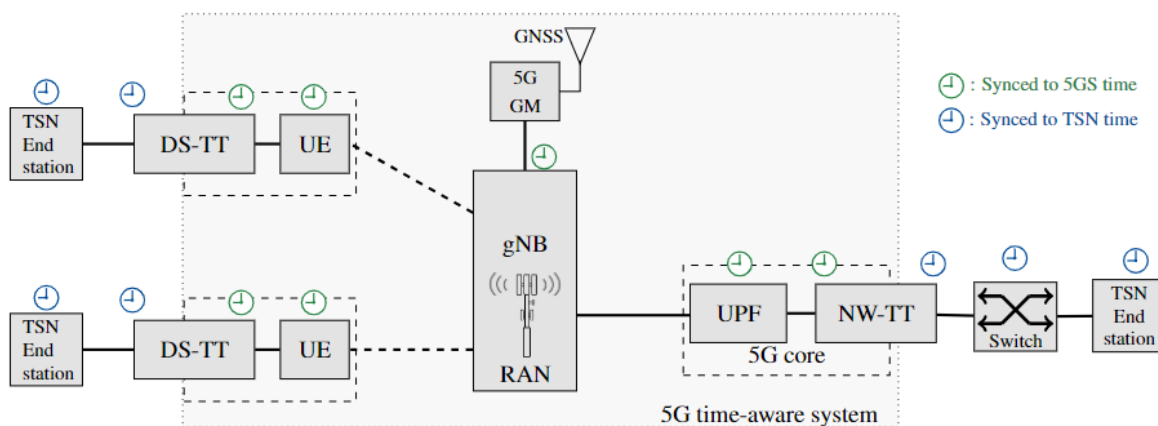 GNSS
5G
GM
: Synced to 5GS time
: Synced to TSN time
TSN
End
station
DS-TT
UE
gNB
RAN
TSN
End
station
DS-TT
UE
UPF
NW-TT
5G core
Switch
TSN
End
station
5G time-aware system